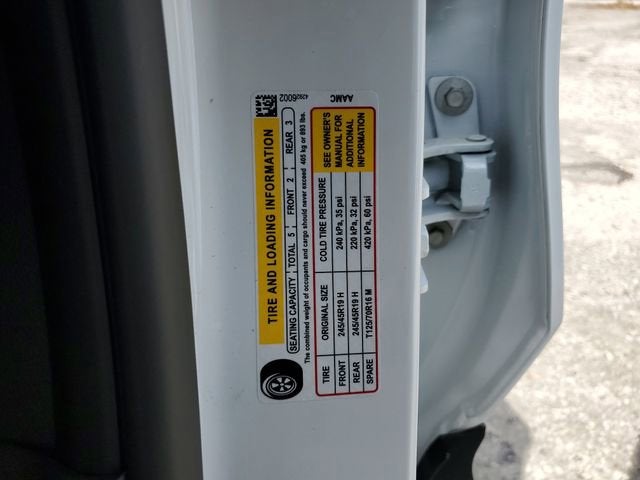 42926002 AAMC
TIRE AND LOADING INFORMATION
SEATING CAPACITY TOTAL 5 FRONT 2 REAR 3
The combined weight of occupants and cargo should never exceed 405 kg or 893 lbs.
TIRE ORIGINAL SIZE COLD TIRE PRESSURE
FRONT 245/45R19 H 240 kPa, 35 psi
REAR 245/45R19 H 220 kPa, 32 psi
SPARE T125/70R16 M 420 kPa, 60 psi
SEE OWNER'S
MANUAL FOR
ADDITIONAL
INFORMATION